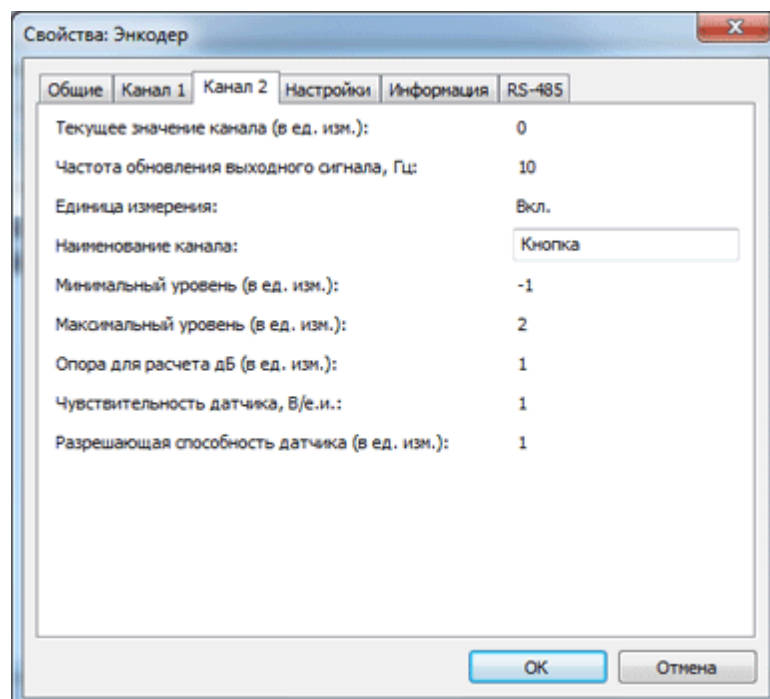 Свойства: Энкодер
Общие Канал 1 Канал 2 Настройки Информация RS-485
Текущее значение канала (в ед. изм.): 0
Частота обновления выходного сигнала, Гц: 10
Единица измерения: Вкл.
Наименование канала: Кнопка
Минимальный уровень (в ед. изм.): -1
Максимальный уровень (в ед. изм.): 2
Опора для расчета дБ (в ед. изм.): 1
Чувствительность датчика, В/е.и.: 1
Разрешающая способность датчика (в ед. изм.): 1
OK Отмена